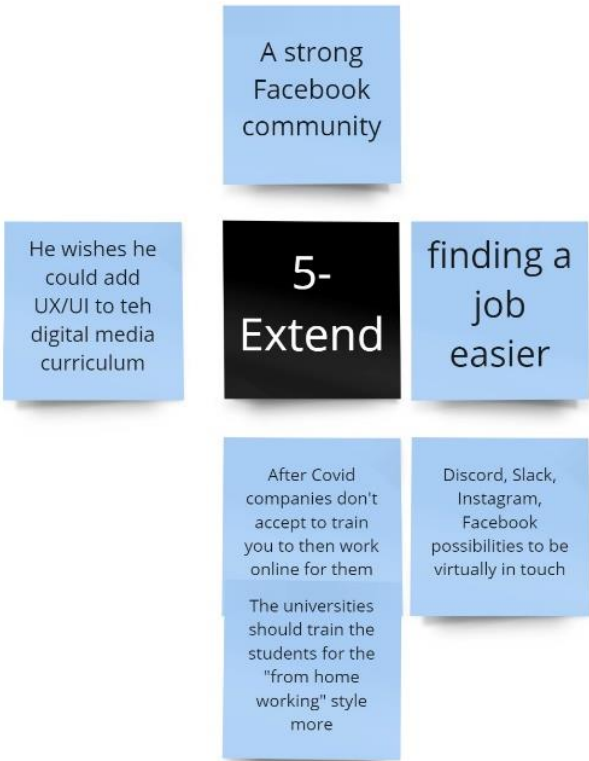 A strong
Facebook
community
He wishes he
could add
UX/UI to teh
digital media
curriculum
5-
Extend
finding a
job
easier
After Covid
companies don't
accept to train
you to then work
online for them
Discord, Slack,
Instagram,
Facebook
possibilities to be
virtually in touch
The universities
should train the
students for the
"from home
working" style
more